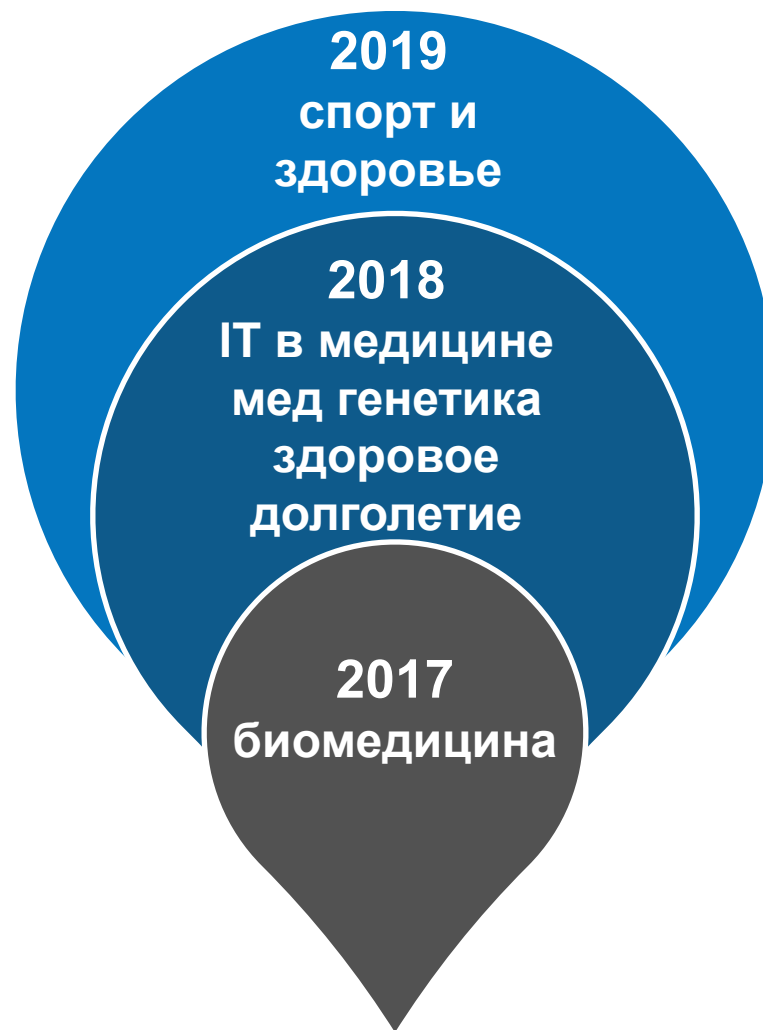 2019
спорт и
здоровье
2018
IT в медицине
мед генетика
здоровое
долголетие
2017
биомедицина